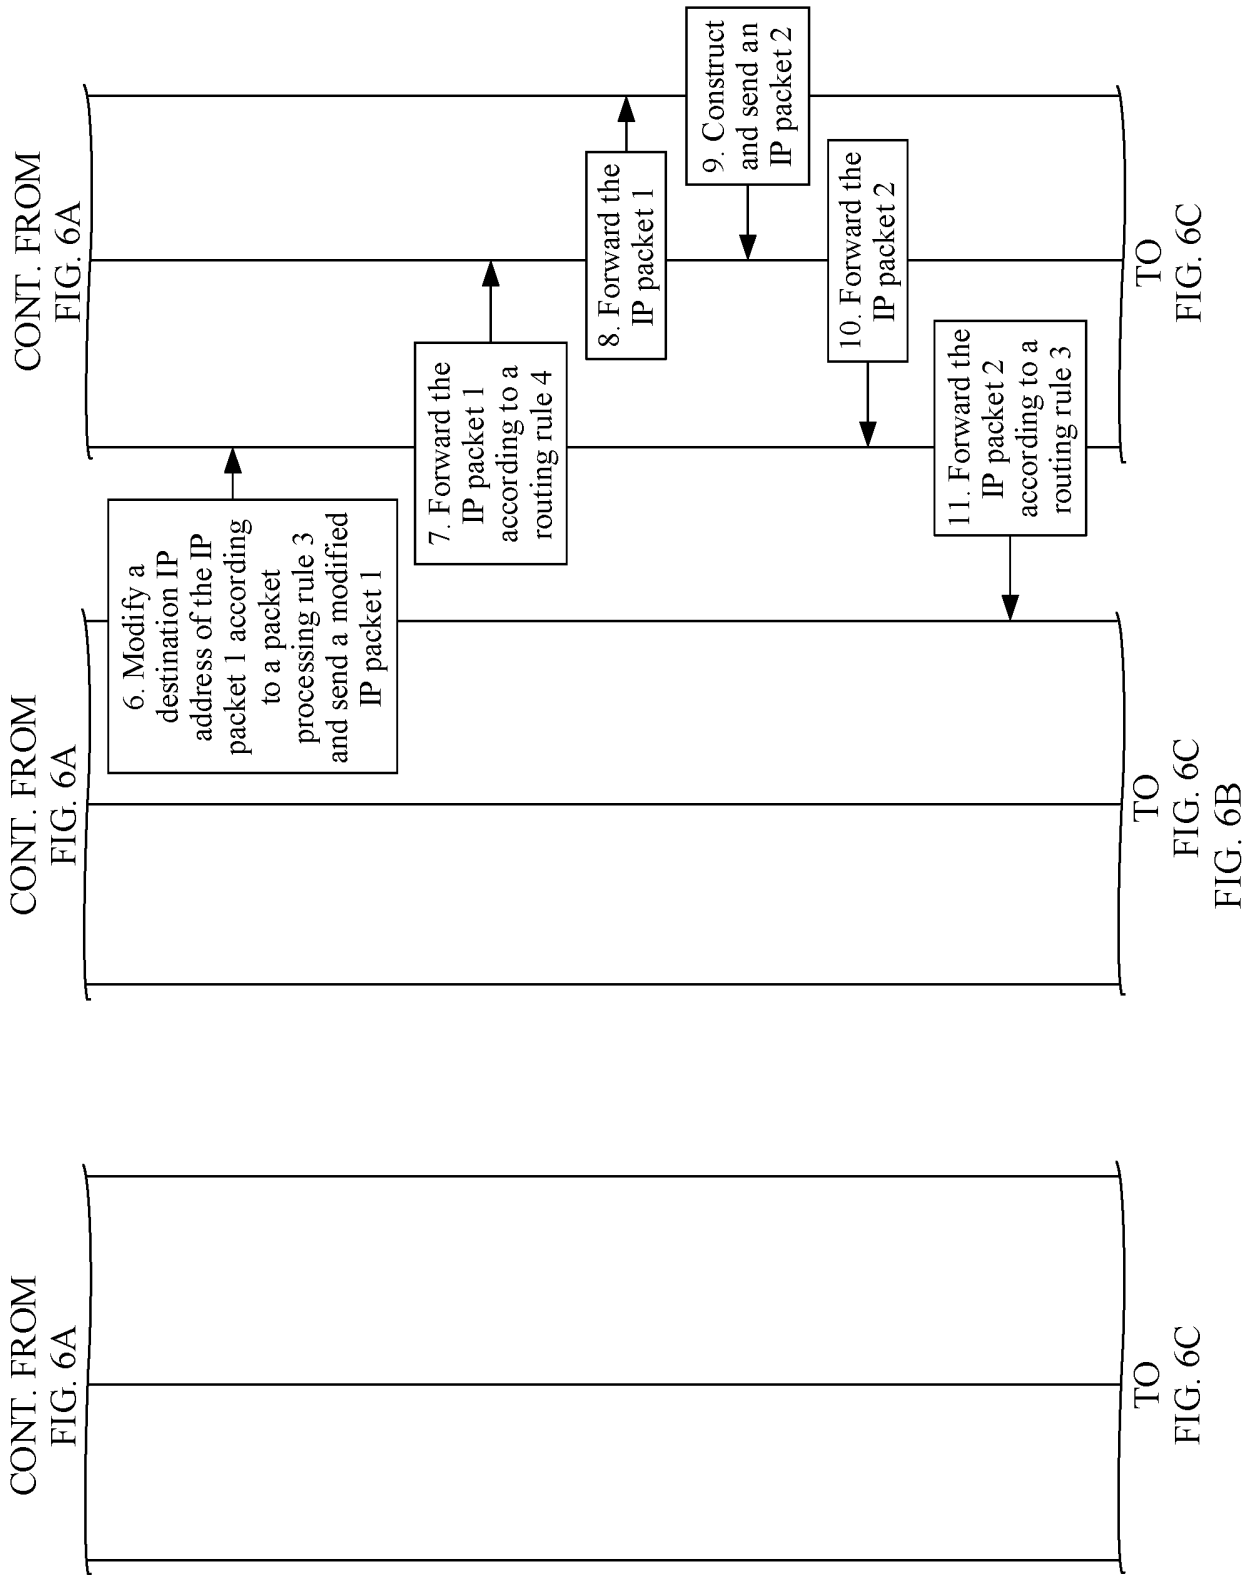 CONT. FROM
FIG. 6A
CONT. FROM
FIG. 6A
CONT. FROM
FIG. 6A
6. Modify a
destination IP
address of the IP
packet 1 according
to a packet
processing rule 3
and send a modified
IP packet 1
7. Forward the
IP packet 1
according to a
routing rule 4
8. Forward the
IP packet 1
9. Construct
and send an
IP packet 2
10. Forward the
IP packet 2
11. Forward the
IP packet 2
according to a
routing rule 3
TO
FIG. 6C
TO
FIG. 6C
TO
FIG. 6C
FIG. 6B